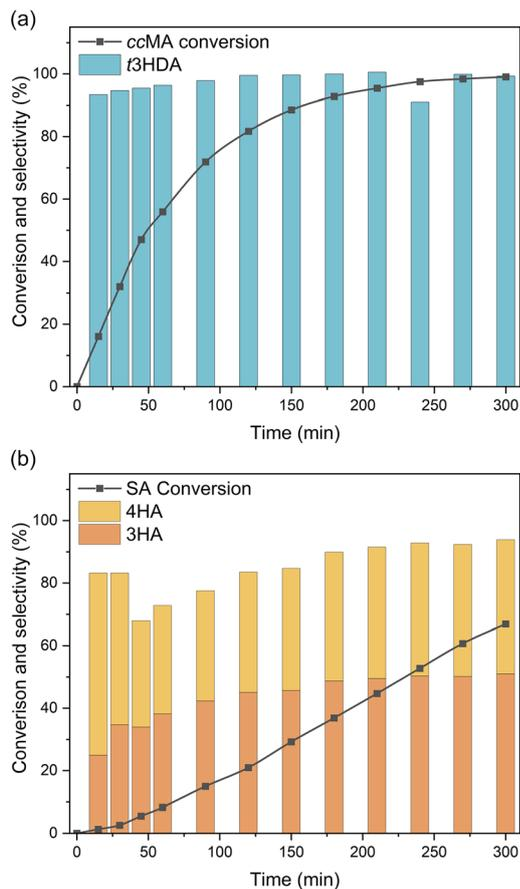 (a)
ccMA conversion
t3HDA
Converison and selectivity (%)
100
80
60
40
20
0
0 50 100 150 200 250 300
Time (min)
(b)
SA Conversion
4HA
3HA
Converison and selectivity (%)
100
80
60
40
20
0
0 50 100 150 200 250 300
Time (min)